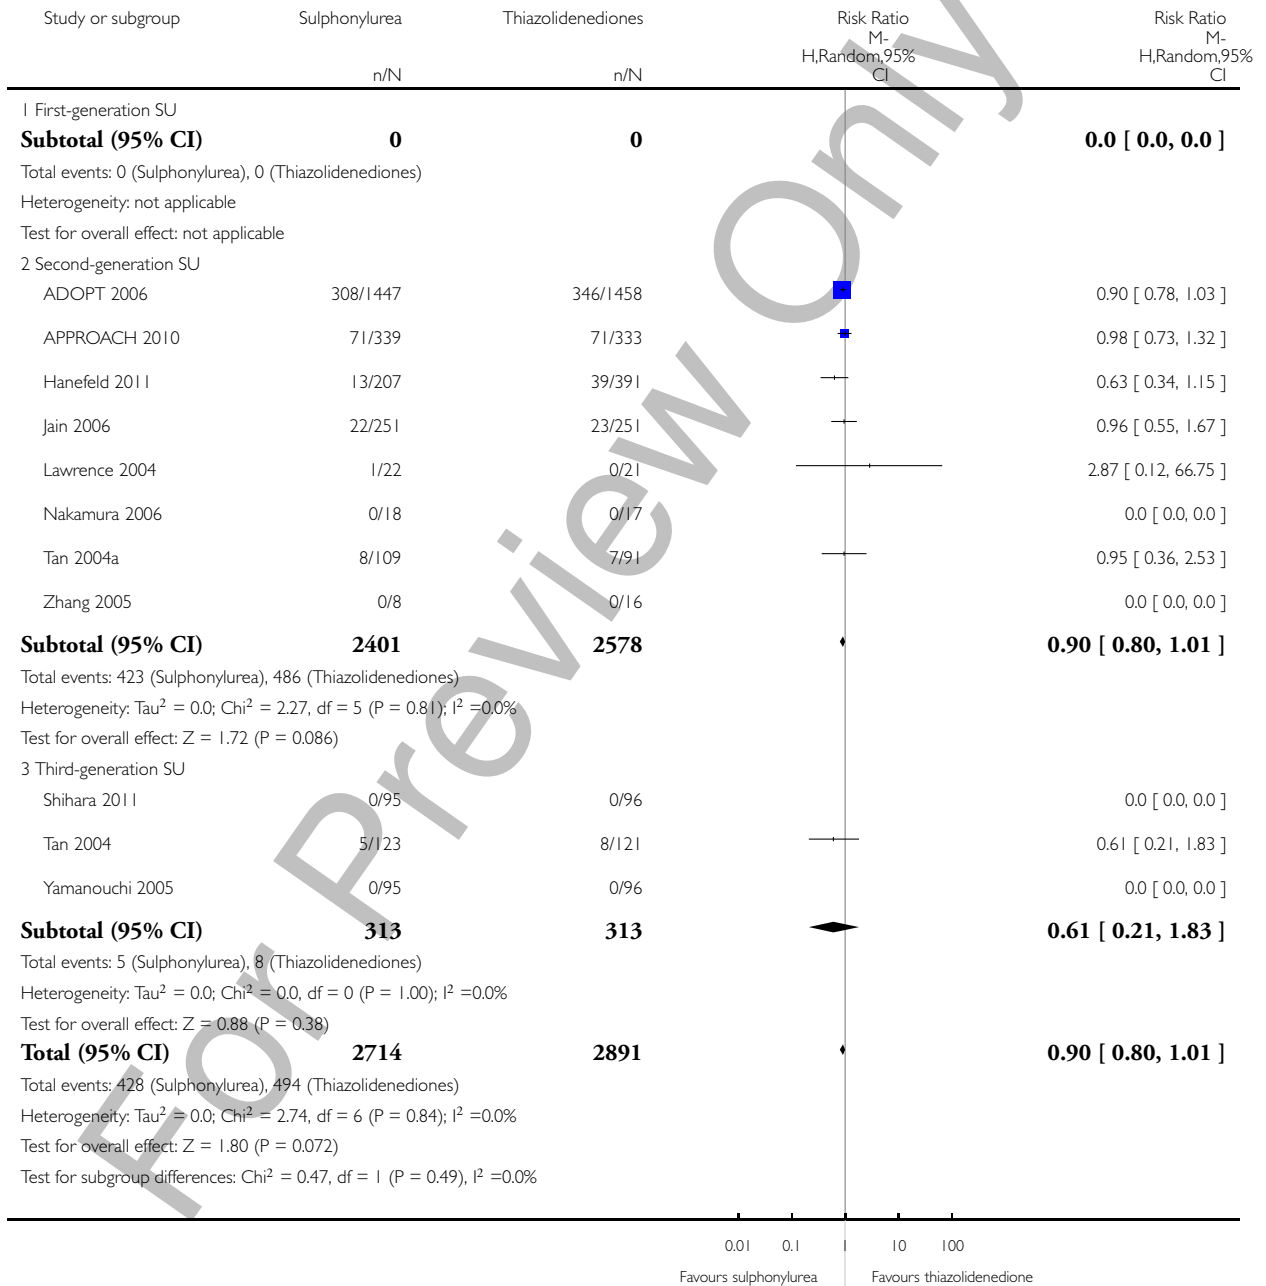 Study or subgroup Sulphonylurea Thiazolidenediones Risk Ratio Risk Ratio
M- M-
H,Random,95% H,Random,95%
n/N n/N CI CI
1 First-generation SU
Subtotal (95% CI) 0 0 0.0 [ 0.0, 0.0 ]
Total events: 0 (Sulphonylurea), 0 (Thiazolidenediones)
Heterogeneity: not applicable
Test for overall effect: not applicable
2 Second-generation SU
ADOPT 2006 308/1447 346/1458 0.90 [ 0.78, 1.03 ]
APPROACH 2010 71/339 71/333 0.98 [ 0.73, 1.32 ]
Hanefeld 2011 13/207 39/391 0.63 [ 0.34, 1.15 ]
Jain 2006 22/251 23/251 0.96 [ 0.55, 1.67 ]
Lawrence 2004 1/22 0/21 2.87 [ 0.12, 66.75 ]
Nakamura 2006 0/18 0/17 0.0 [ 0.0, 0.0 ]
Tan 2004a 8/109 7/91 0.95 [ 0.36, 2.53 ]
Zhang 2005 0/8 0/16 0.0 [ 0.0, 0.0 ]
Subtotal (95% CI) 2401 2578 0.90 [ 0.80, 1.01 ]
Total events: 423 (Sulphonylurea), 486 (Thiazolidenediones)
Heterogeneity: Tau² = 0.0; Chi² = 2.27, df = 5 (P = 0.81); I² =0.0%
Test for overall effect: Z = 1.72 (P = 0.086)
3 Third-generation SU
Shihara 2011 0/95 0/96 0.0 [ 0.0, 0.0 ]
Tan 2004 5/123 8/121 0.61 [ 0.21, 1.83 ]
Yamanouchi 2005 0/95 0/96 0.0 [ 0.0, 0.0 ]
Subtotal (95% CI) 313 313 0.61 [ 0.21, 1.83 ]
Total events: 5 (Sulphonylurea), 8 (Thiazolidenediones)
Heterogeneity: Tau² = 0.0; Chi² = 0.0, df = 0 (P = 1.00); I² =0.0%
Test for overall effect: Z = 0.88 (P = 0.38)
Total (95% CI) 2714 2891 0.90 [ 0.80, 1.01 ]
Total events: 428 (Sulphonylurea), 494 (Thiazolidenediones)
Heterogeneity: Tau² = 0.0; Chi² = 2.74, df = 6 (P = 0.84); I² =0.0%
Test for overall effect: Z = 1.80 (P = 0.072)
Test for subgroup differences: Chi² = 0.47, df = 1 (P = 0.49), I² =0.0%
0.01 0.1 1 10 100
Favours sulphonylurea Favours thiazolidenedione
For Preview Only